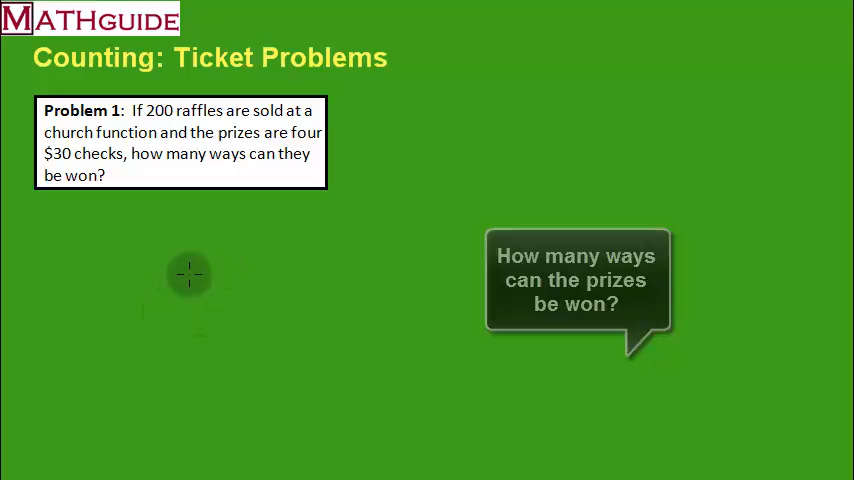 MATHGUIDE
Counting: Ticket Problems
Problem 1: If 200 raffles are sold at a
church function and the prizes are four
$30 checks, how many ways can they
be won?
How many ways
can the prizes
be won?